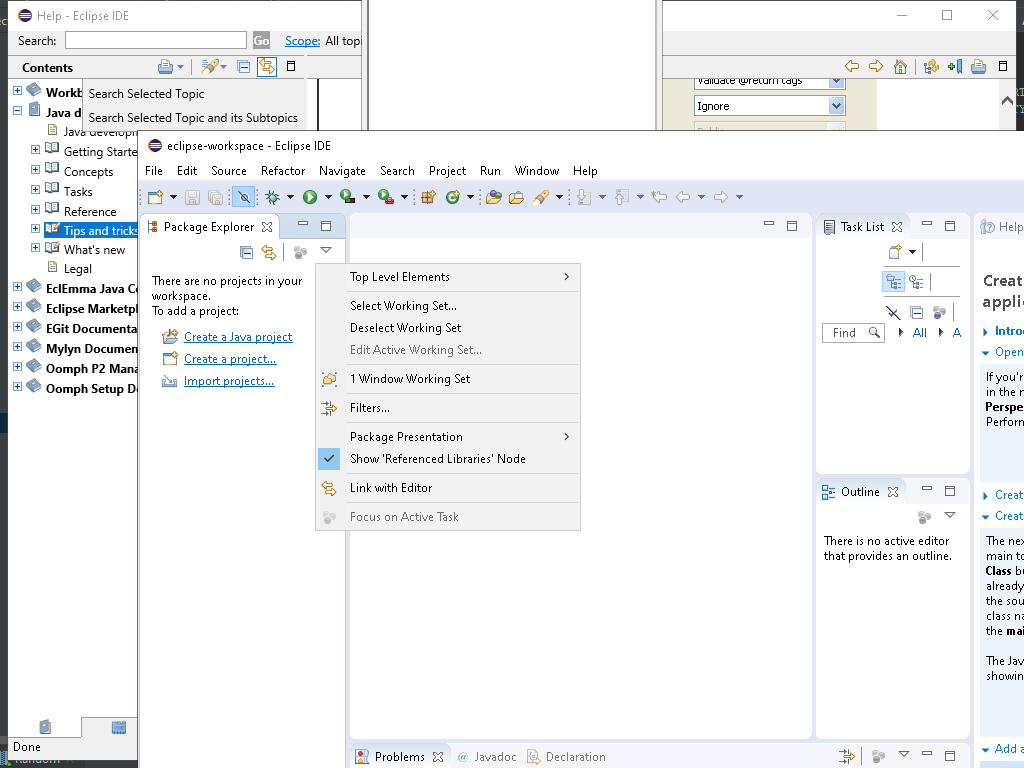 Help - Eclipse IDE
Search:
Go
Scope: All topi
Contents
Search Selected Topic
Search Selected Topic and its Subtopics
Workb
Java d
Java develop
Getting Starte
Concepts
Tasks
Reference
Tips and tricks
What's new
Legal
EclEmma Java Co
Eclipse Marketpl
EGit Documenta
Mylyn Documen
Oomph P2 Mana
Oomph Setup Do
Done
Validate @return tags
Ignore
eclipse-workspace - Eclipse IDE
File Edit Source Refactor Navigate Search Project Run Window Help
Package Explorer
There are no projects in your
workspace.
To add a project:
Create a Java project
Create a project...
Import projects...
Top Level Elements
Select Working Set...
Deselect Working Set
Edit Active Working Set...
1 Window Working Set
Filters...
Package Presentation
Show 'Referenced Libraries' Node
Link with Editor
Focus on Active Task
Task List
Find
All
A
Outline
There is no active editor
that provides an outline.
Help
Creat
applic
Intro
Open
If you'r
in the r
Perspe
Perforn
Creat
Creat
The nex
main to
Class bu
already
the sou
class na
the mai
The Jav
showin
Add a
Problems
Javadoc
Declaration